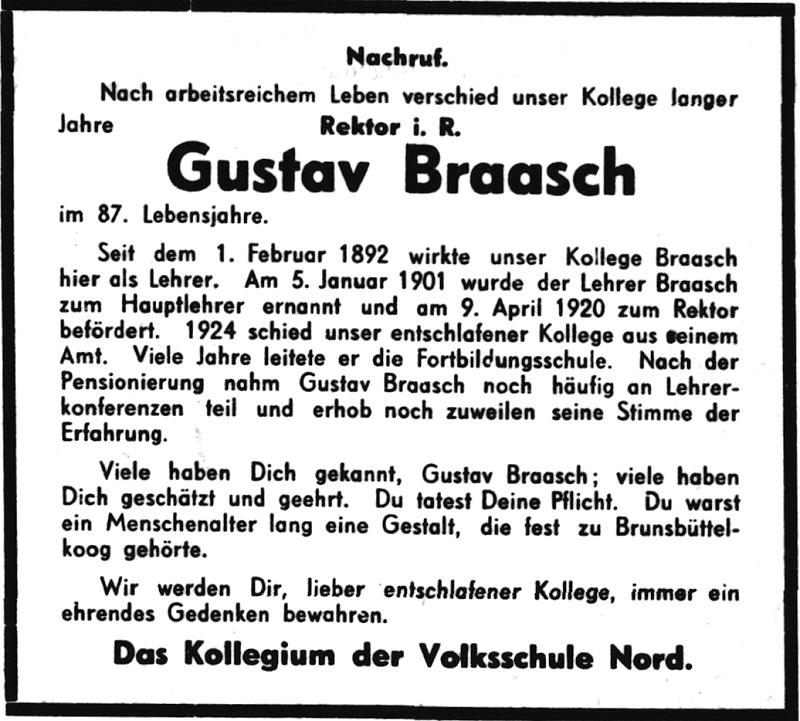 Nachruf.
Nach arbeitsreichem Leben verschied unser Kollege langer
Jahre Rektor i. R.
Gustav Braasch
im 87. Lebensjahre.
Seit dem 1. Februar 1892 wirkte unser Kollege Braasch
hier als Lehrer. Am 5. Januar 1901 wurde der Lehrer Braasch
zum Hauptlehrer ernannt und am 9. April 1920 zum Rektor
befördert. 1924 schied unser entschlafener Kollege aus seinem
Amt. Viele Jahre leitete er die Fortbildungsschule. Nach der
Pensionierung nahm Gustav Braasch noch häufig an Lehrer-
konferenzen teil und erhob noch zuweilen seine Stimme der
Erfahrung.
Viele haben Dich gekannt, Gustav Braasch; viele haben
Dich geschätzt und geehrt. Du tatest Deine Pflicht. Du warst
ein Menschenalter lang eine Gestalt, die fest zu Brunsbüttel-
koog gehörte.
Wir werden Dir, lieber entschlafener Kollege, immer ein
ehrendes Gedenken bewahren.
Das Kollegium der Volksschule Nord.